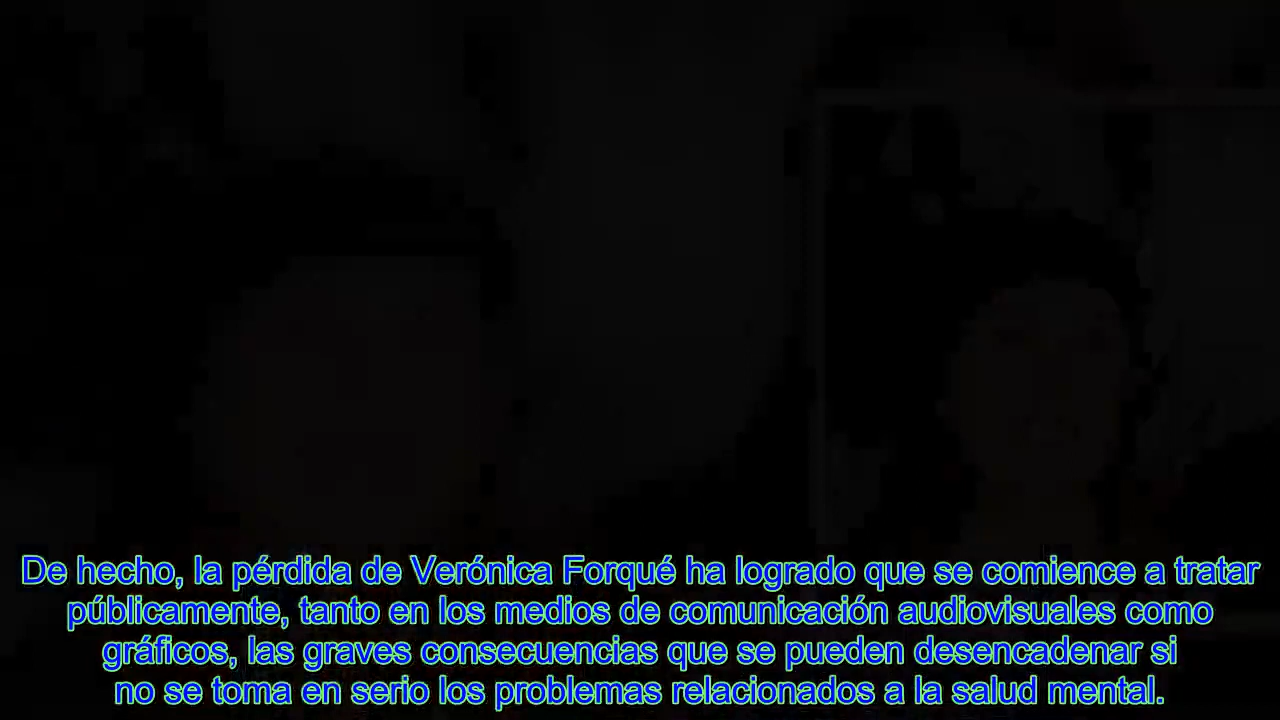 De hecho, la pérdida de Verónica Forqué ha logrado que se comience a tratar
públicamente, tanto en los medios de comunicación audiovisuales como
gráficos, las graves consecuencias que se pueden desencadenar si
no se toma en serio los problemas relacionados a la salud mental.